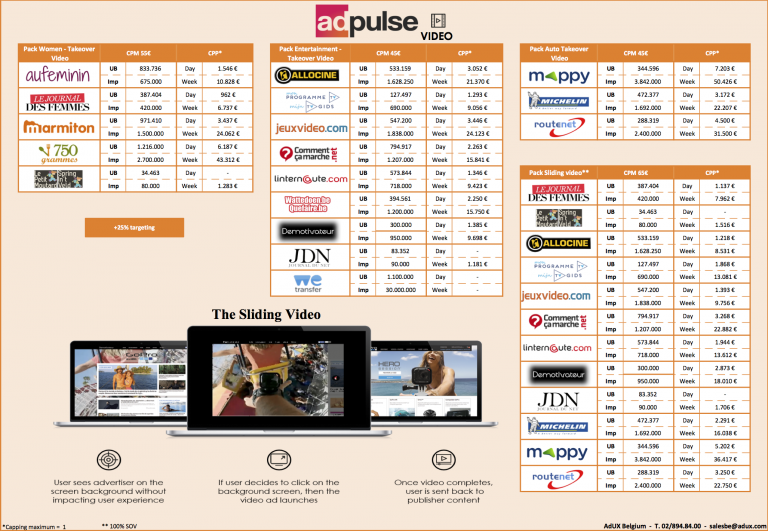 adpulse VIDEO
Pack Women - Takeover Video CPM 55€ CPP*
aufeminin UB 833.736 Day 1.546 €
Imp 675.000 Week 10.828 €
LE JOURNAL DES FEMMES UB 387.404 Day 962 €
Imp 420.000 Week 6.737 €
marmiton UB 971.410 Day 3.437 €
Imp 1.500.000 Week 24.062 €
750 grammes UB 1.216.000 Day 6.187 €
Imp 2.700.000 Week 43.312 €
UB 34.463 Day -
Imp 80.000 Week 1.283 €
+25% targeting
Pack Entertainment - Takeover Video CPM 45€ CPP*
ALLOCINE UB 533.159 Day 3.052 €
Imp 1.628.250 Week 21.370 €
PROGRAMME TV GIDS UB 127.497 Day 1.293 €
Imp 690.000 Week 9.056 €
jeuxvideo.com UB 547.200 Day 3.446 €
Imp 1.838.000 Week 24.123 €
Comment ça marche.net UB 794.917 Day 2.263 €
Imp 1.207.000 Week 15.841 €
linternaute.com UB 573.844 Day 1.346 €
Imp 718.000 Week 9.423 €
Wattedoen.be Quefaire.be UB 394.561 Day 2.250 €
Imp 1.200.000 Week 15.750 €
Demotivateur UB 300.000 Day 1.385 €
Imp 950.000 Week 9.698 €
JDN JOURNAL DU NET UB 83.352 Day -
Imp 90.000 Week 1.181 €
we transfer UB 1.100.000 Day -
Imp 30.000.000 Week -
Pack Auto Takeover Video CPM 45€ CPP*
mappy UB 344.596 Day 7.203 €
Imp 3.842.000 Week 50.426 €
MICHELIN UB 472.377 Day 3.172 €
Imp 1.692.000 Week 22.207 €
routenet UB 288.319 Day 4.500 €
Imp 2.400.000 Week 31.500 €
Pack Sliding video** CPM 65€ CPP*
LE JOURNAL DES FEMMES UB 387.404 Day 1.137 €
Imp 420.000 Week 7.962 €
UB 34.463 Day -
Imp 80.000 Week 1.516 €
ALLOCINE UB 533.159 Day 1.218 €
Imp 1.628.250 Week 8.531 €
PROGRAMME TV GIDS UB 127.497 Day 1.868 €
Imp 690.000 Week 13.081 €
jeuxvideo.com UB 547.200 Day 1.393 €
Imp 1.838.000 Week 9.756 €
Comment ça marche.net UB 794.917 Day 3.268 €
Imp 1.207.000 Week 22.882 €
linternaute.com UB 573.844 Day 1.944 €
Imp 718.000 Week 13.612 €
Demotivateur UB 300.000 Day 2.873 €
Imp 950.000 Week 18.010 €
JDN JOURNAL DU NET UB 83.352 Day -
Imp 90.000 Week 1.706 €
MICHELIN UB 472.377 Day 2.291 €
Imp 1.692.000 Week 16.038 €
mappy UB 344.596 Day 5.202 €
Imp 3.842.000 Week 36.417 €
routenet UB 288.319 Day 3.250 €
Imp 2.400.000 Week 22.750 €
The Sliding Video
GoPro
HERO
User sees advertiser on the screen background without impacting user experience
If user decides to click on the background screen, then the video ad launches
Once video completes, user is sent back to publisher content
*Capping maximum = 1 ** 100% SOV
AdUX Belgium - T. 02/894.84.00 - salesbe@adux.com